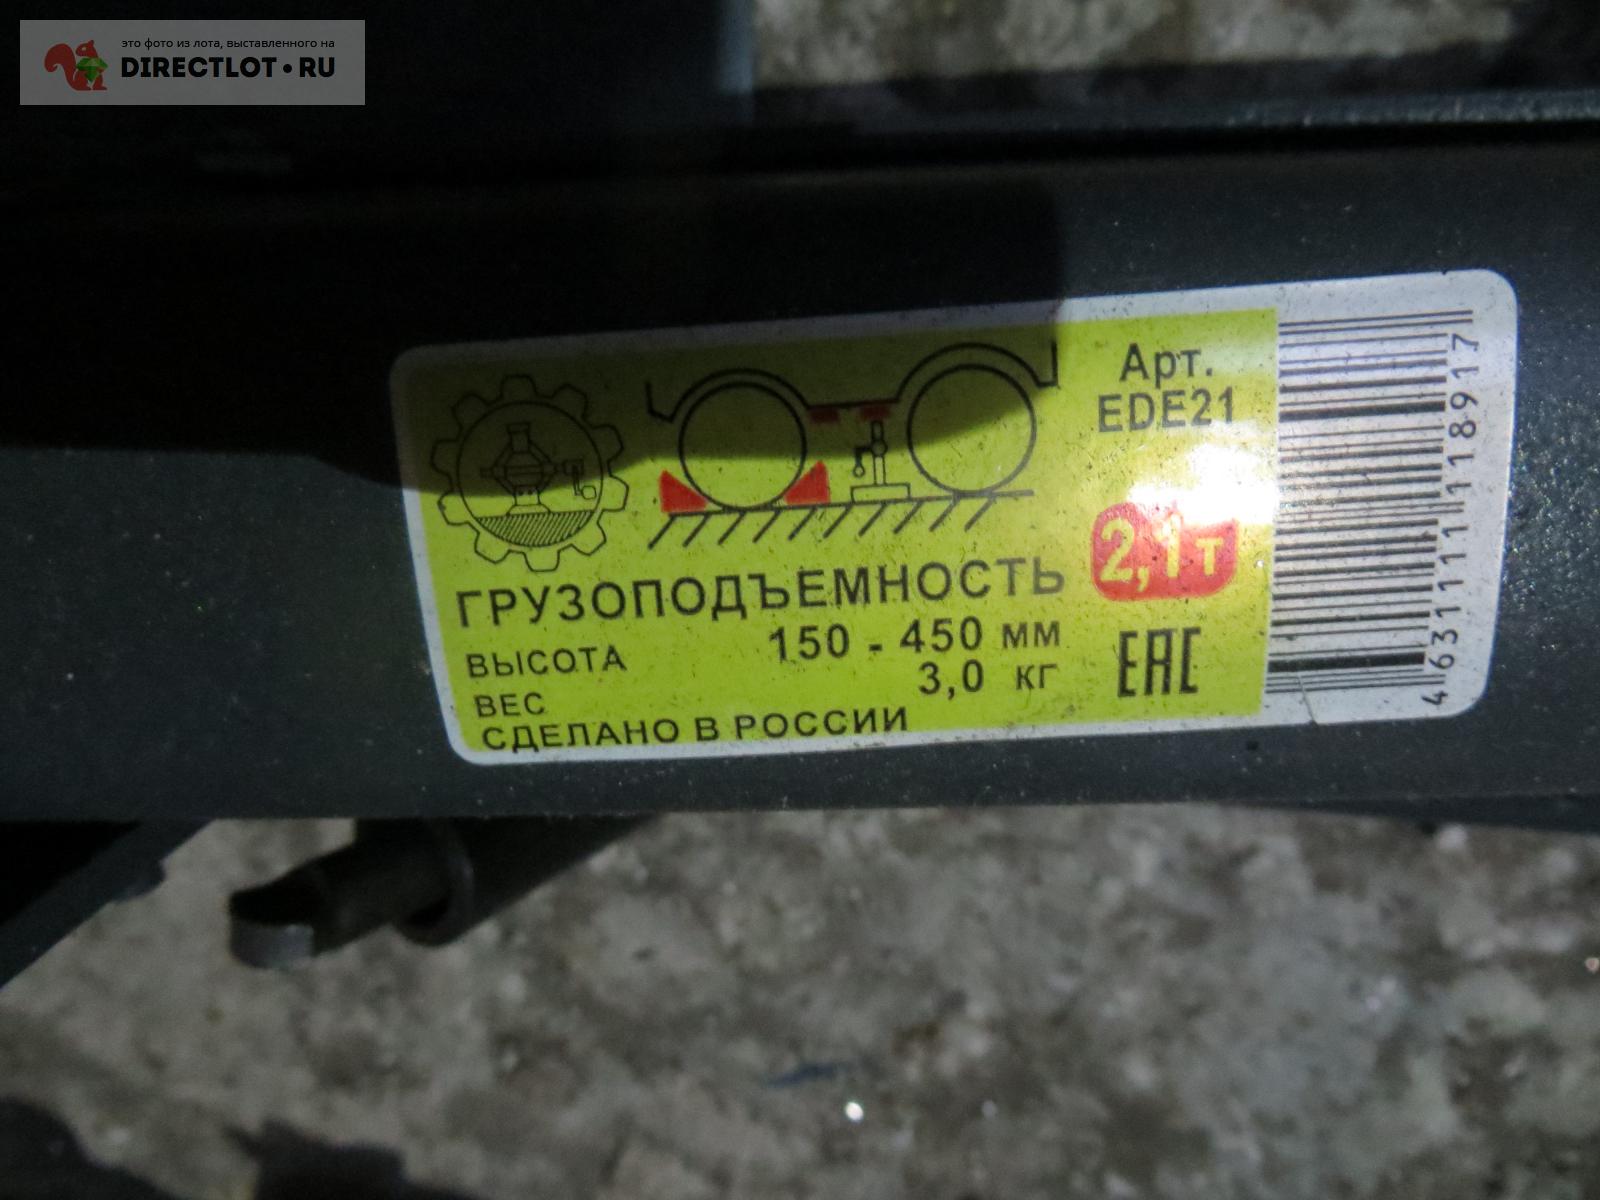 это фото из лота, выставленного на
DIRECTLOT•RU
Арт.
EDE21
2,1т
ГРУЗОПОДЪЕМНОСТЬ
ВЫСОТА 150 - 450 мм
ВЕС 3,0 кг
СДЕЛАНО В РОССИИ
EAC
4631111118917